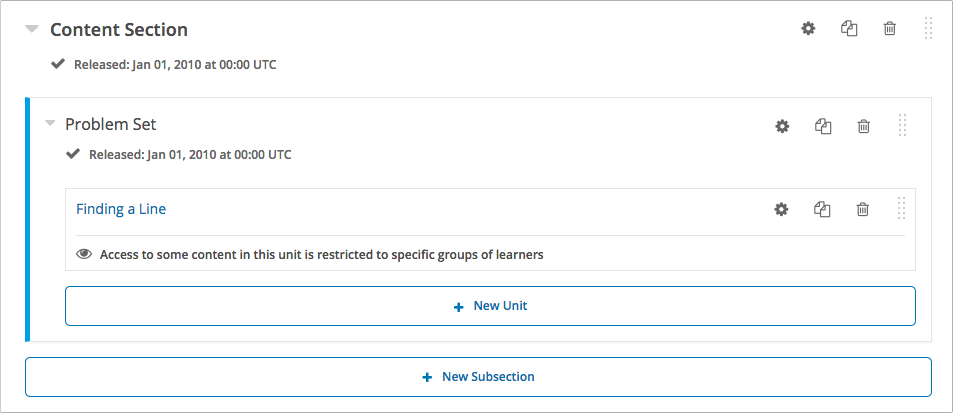 Content Section
Released: Jan 01, 2010 at 00:00 UTC
Problem Set
Released: Jan 01, 2010 at 00:00 UTC
Finding a Line
Access to some content in this unit is restricted to specific groups of learners
+ New Unit
+ New Subsection